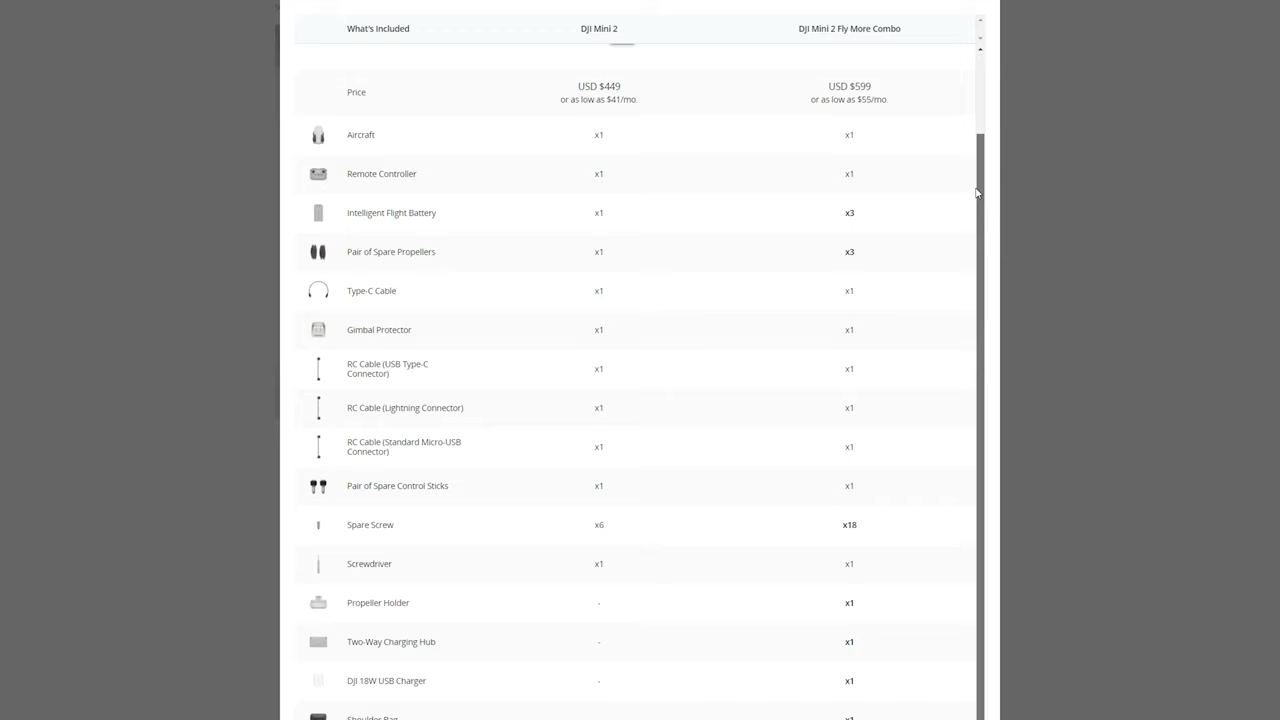 What's Included DJI Mini 2 DJI Mini 2 Fly More Combo
Price USD $449 USD $599
or as low as $41/mo. or as low as $55/mo.
Aircraft x1 x1
Remote Controller x1 x1
Intelligent Flight Battery x1 x3
Pair of Spare Propellers x1 x3
Type-C Cable x1 x1
Gimbal Protector x1 x1
RC Cable (USB Type-C
Connector) x1 x1
RC Cable (Lightning Connector) x1 x1
RC Cable (Standard Micro-USB
Connector) x1 x1
Pair of Spare Control Sticks x1 x1
Spare Screw x6 x18
Screwdriver x1 x1
Propeller Holder - x1
Two-Way Charging Hub - x1
DJI 18W USB Charger - x1
Shoulder Bag x1